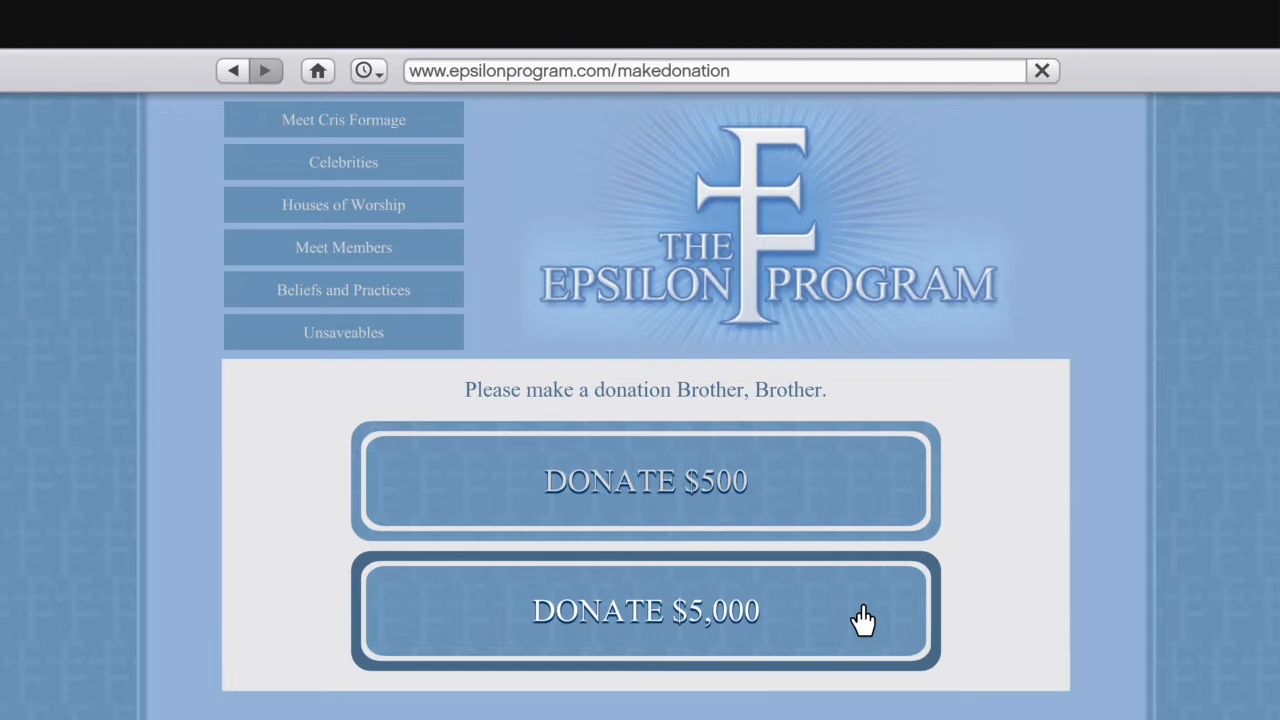 www.epsilonprogram.com/makedonation
Meet Cris Formage
Celebrities
Houses of Worship
Meet Members
Beliefs and Practices
Unsaveables
THE
EPSILON PROGRAM
Please make a donation Brother, Brother.
DONATE $500
DONATE $5,000